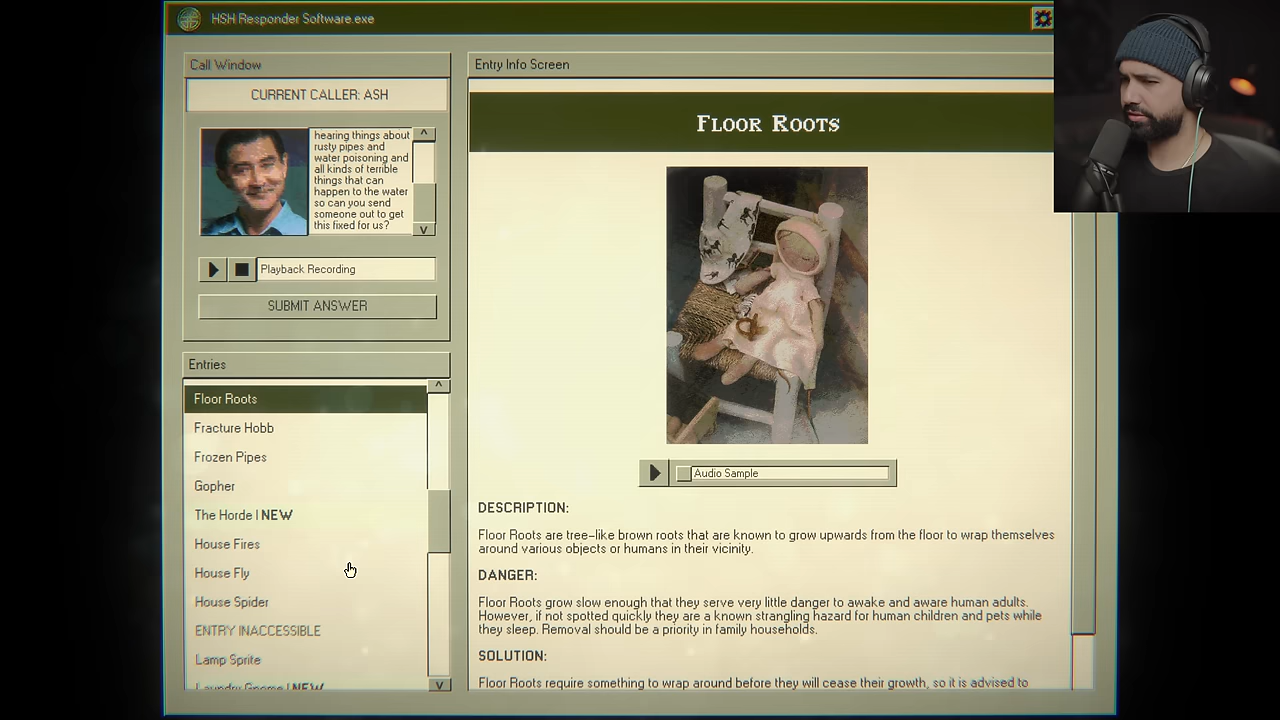 HSH Responder Software.exe
Call Window
CURRENT CALLER: ASH
hearing things about
rusty pipes and
water poisoning and
all kinds of terrible
things that can
happen to the water
so can you send
someone out to get
this fixed for us?
Playback Recording
SUBMIT ANSWER
Entries
Floor Roots
Fracture Hobb
Frozen Pipes
Gopher
The Horde | NEW
House Fires
House Fly
House Spider
ENTRY INACCESSIBLE
Lamp Sprite
Laundry Gnome | NEW
Entry Info Screen
FLOOR ROOTS
Audio Sample
DESCRIPTION:
Floor Roots are tree-like brown roots that are known to grow upwards from the floor to wrap themselves
around various objects or humans in their vicinity.
DANGER:
Floor Roots grow slow enough that they serve very little danger to awake and aware human adults.
However, if not spotted quickly they are a known strangling hazard for human children and pets while
they sleep. Removal should be a priority in family households.
SOLUTION:
Floor Roots require something to wrap around before they will cease their growth, so it is advised to